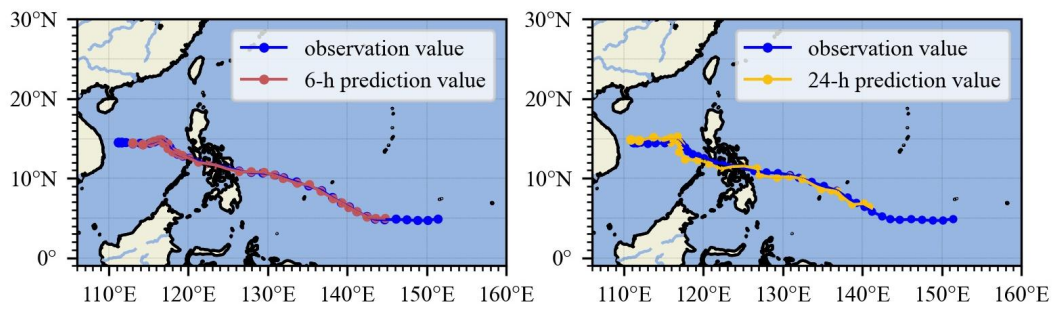 30°N
20°N
10°N
0°
110°E 120°E 130°E 140°E 150°E 160°E
observation value
6-h prediction value
30°N
20°N
10°N
0°
110°E 120°E 130°E 140°E 150°E 160°E
observation value
24-h prediction value